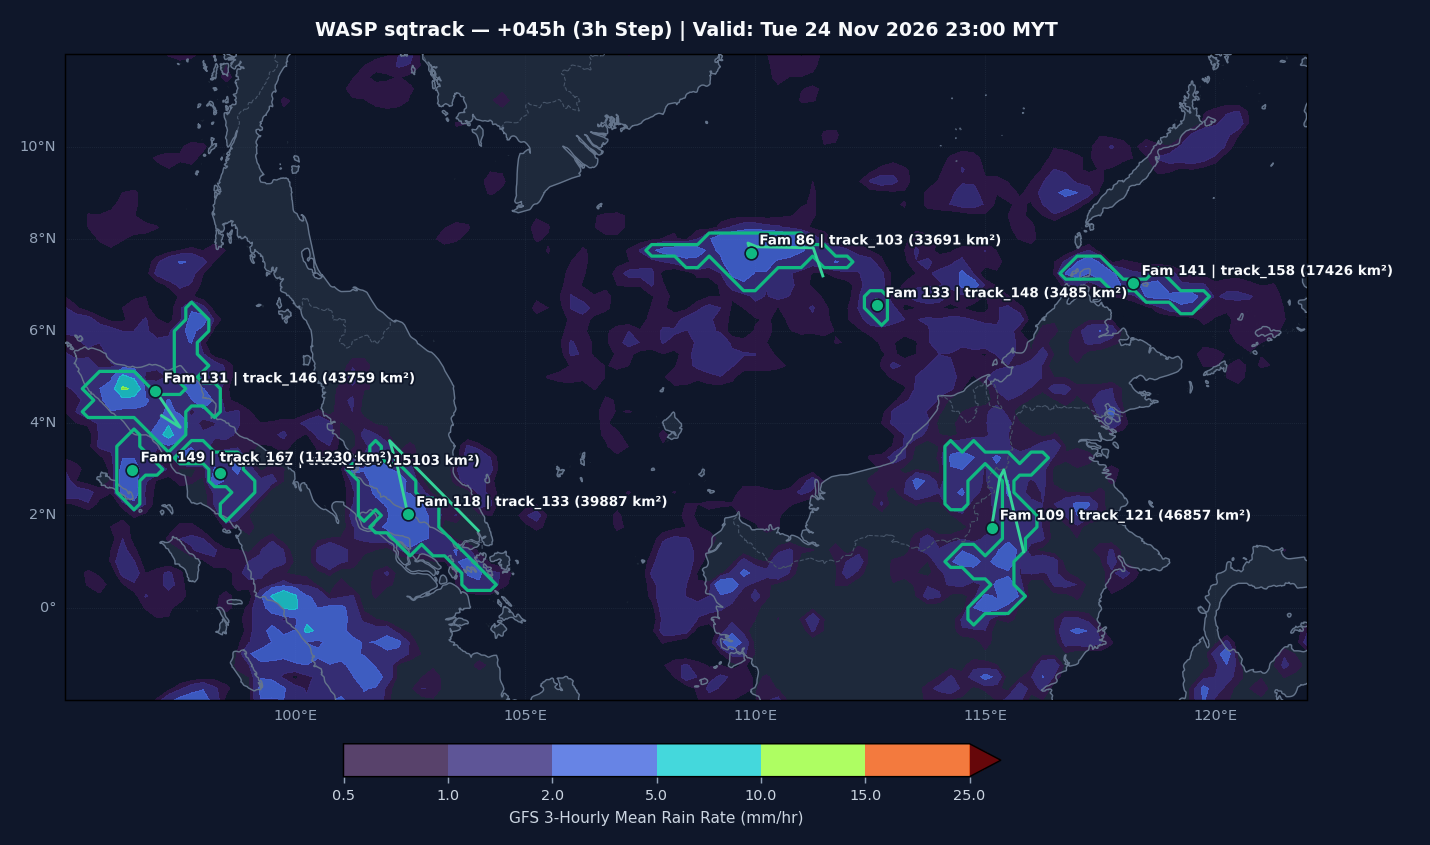 WASP sqtrack — +045h (3h Step) | Valid: Tue 24 Nov 2026 23:00 MYT
10°N
8°N
6°N
4°N
2°N
0°
Fam 86 | track_103 (33691 km²)
Fam 141 | track_158 (17426 km²)
Fam 133 | track_148 (3485 km²)
Fam 131 | track_146 (43759 km²)
Fam 149 | track_167 (11230 km²)
(15103 km²)
Fam 118 | track_133 (39887 km²)
Fam 109 | track_121 (46857 km²)
100°E 105°E 110°E 115°E 120°E
0.5 1.0 2.0 5.0 10.0 15.0 25.0
GFS 3-Hourly Mean Rain Rate (mm/hr)